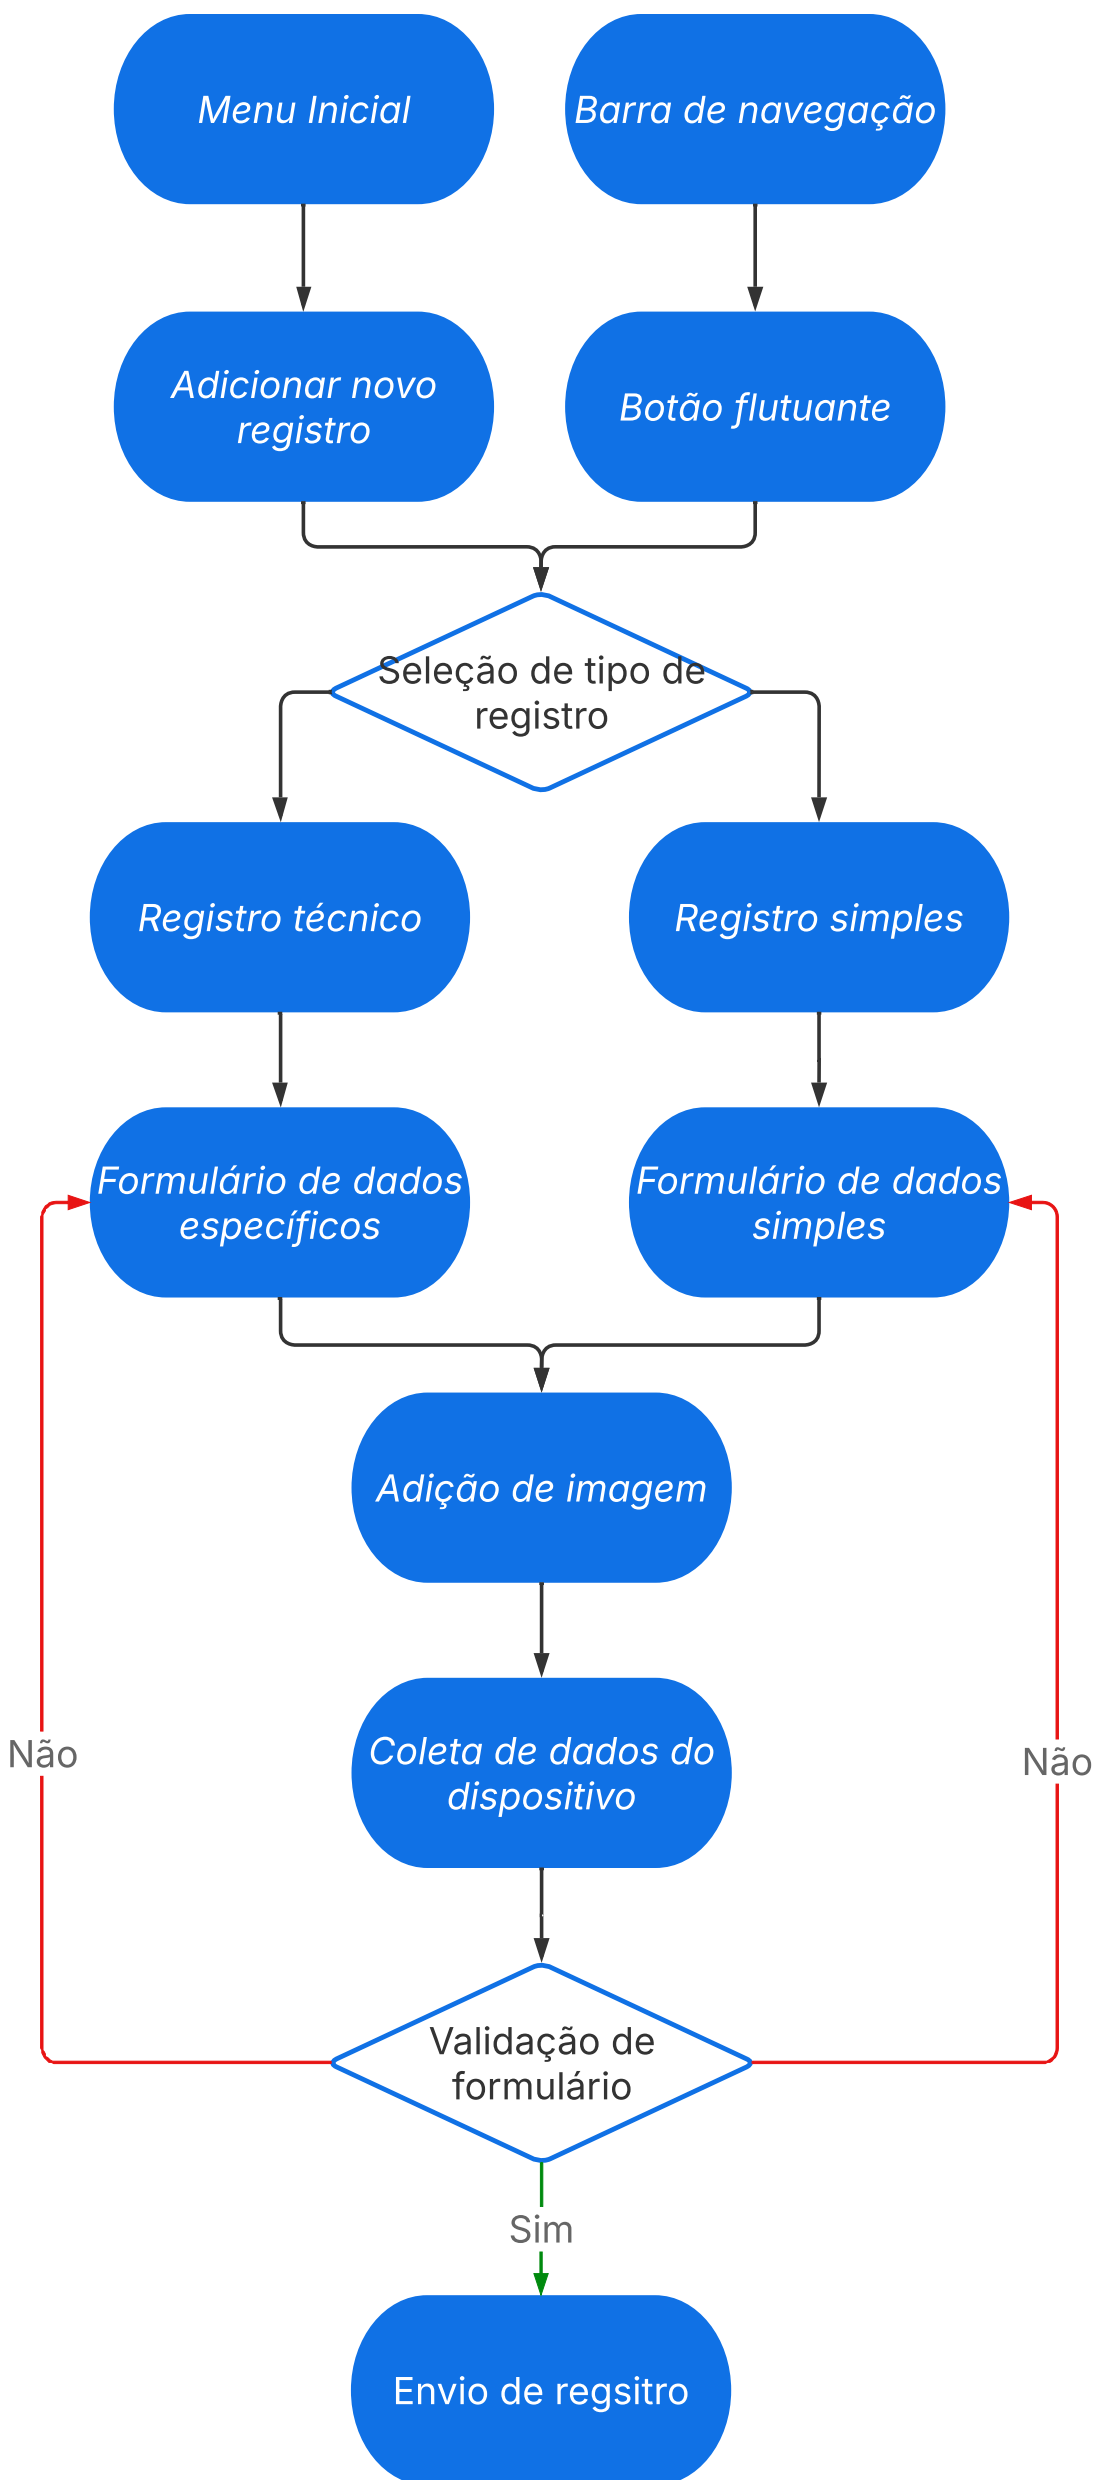 Menu Inicial
Barra de navegação
Adicionar novo
registro
Botão flutuante
Seleção de tipo de
registro
Registro técnico
Registro simples
Formulário de dados
específicos
Formulário de dados
simples
Adição de imagem
Coleta de dados do
dispositivo
Não
Não
Validação de
formulário
Sim
Envio de regsitro